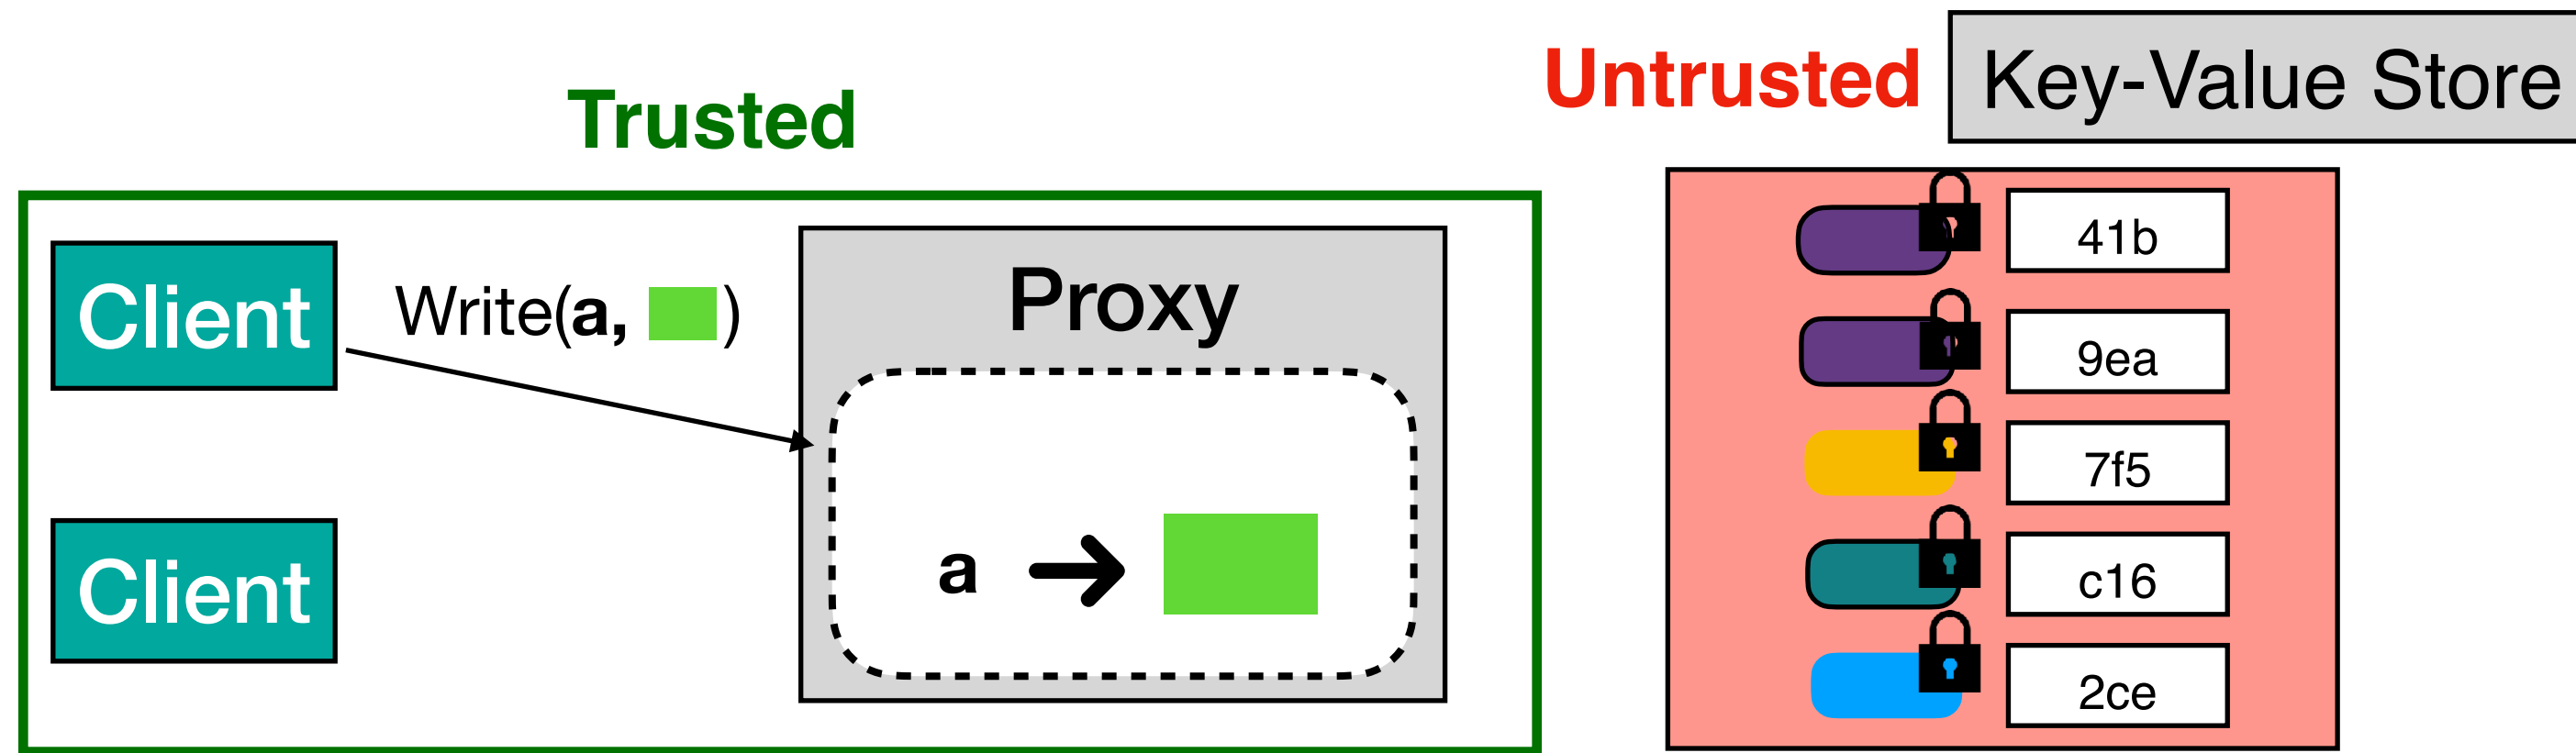 Trusted
Untrusted
Key-Value Store
Client
Write(a, )
Proxy
a
Client
41b
9ea
7f5
c16
2ce